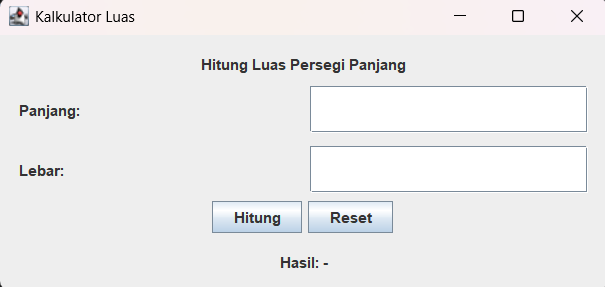 Kalkulator Luas
Hitung Luas Persegi Panjang
Panjang:
Lebar:
Hitung Reset
Hasil: -